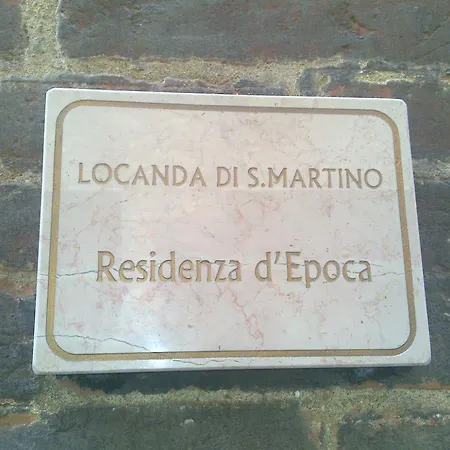 LOCANDA DI S.MARTINO
Residenza d'Epoca